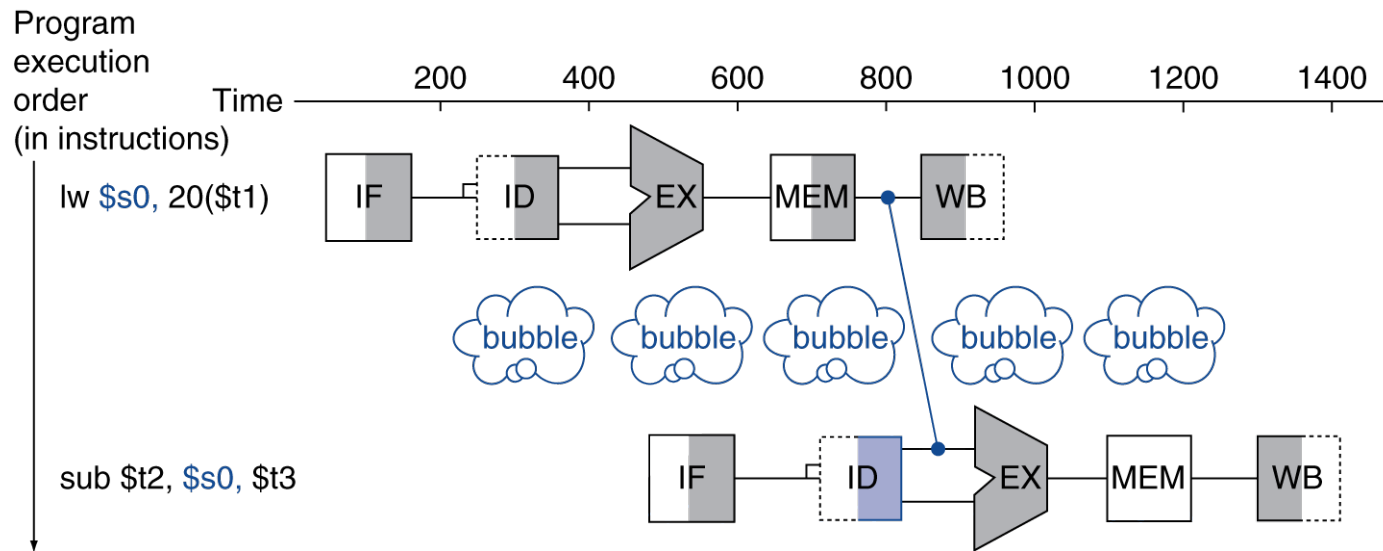 Program
execution
order
(in instructions)
Time
200 400 600 800 1000 1200 1400
lw $s0, 20($t1)
IF ID EX MEM WB
bubble bubble bubble bubble bubble
sub $t2, $s0, $t3
IF ID EX MEM WB